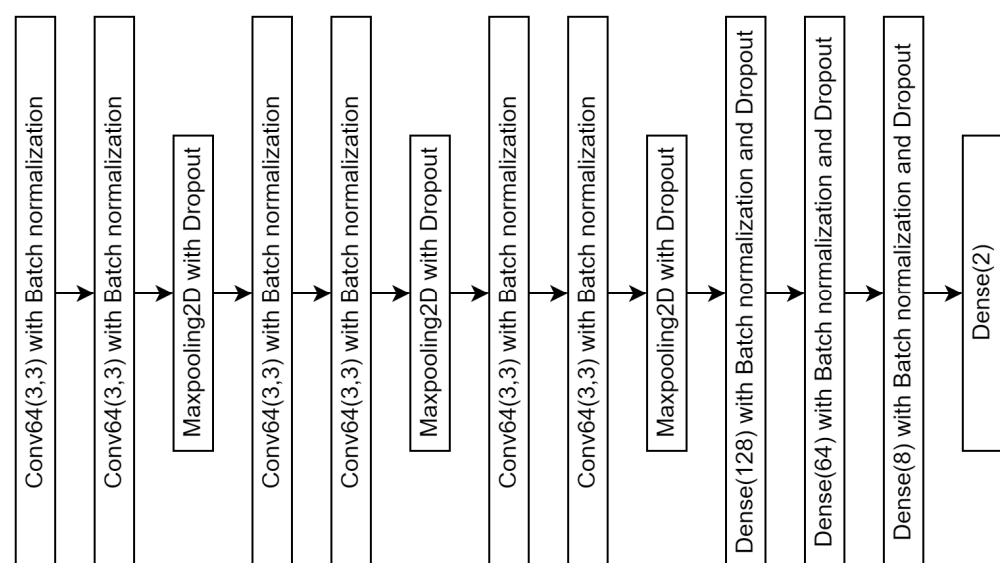 Conv64(3,3) with Batch normalization
Conv64(3,3) with Batch normalization
Maxpooling2D with Dropout
Conv64(3,3) with Batch normalization
Conv64(3,3) with Batch normalization
Maxpooling2D with Dropout
Conv64(3,3) with Batch normalization
Conv64(3,3) with Batch normalization
Maxpooling2D with Dropout
Dense(128) with Batch normalization and Dropout
Dense(64) with Batch normalization and Dropout
Dense(8) with Batch normalization and Dropout
Dense(2)